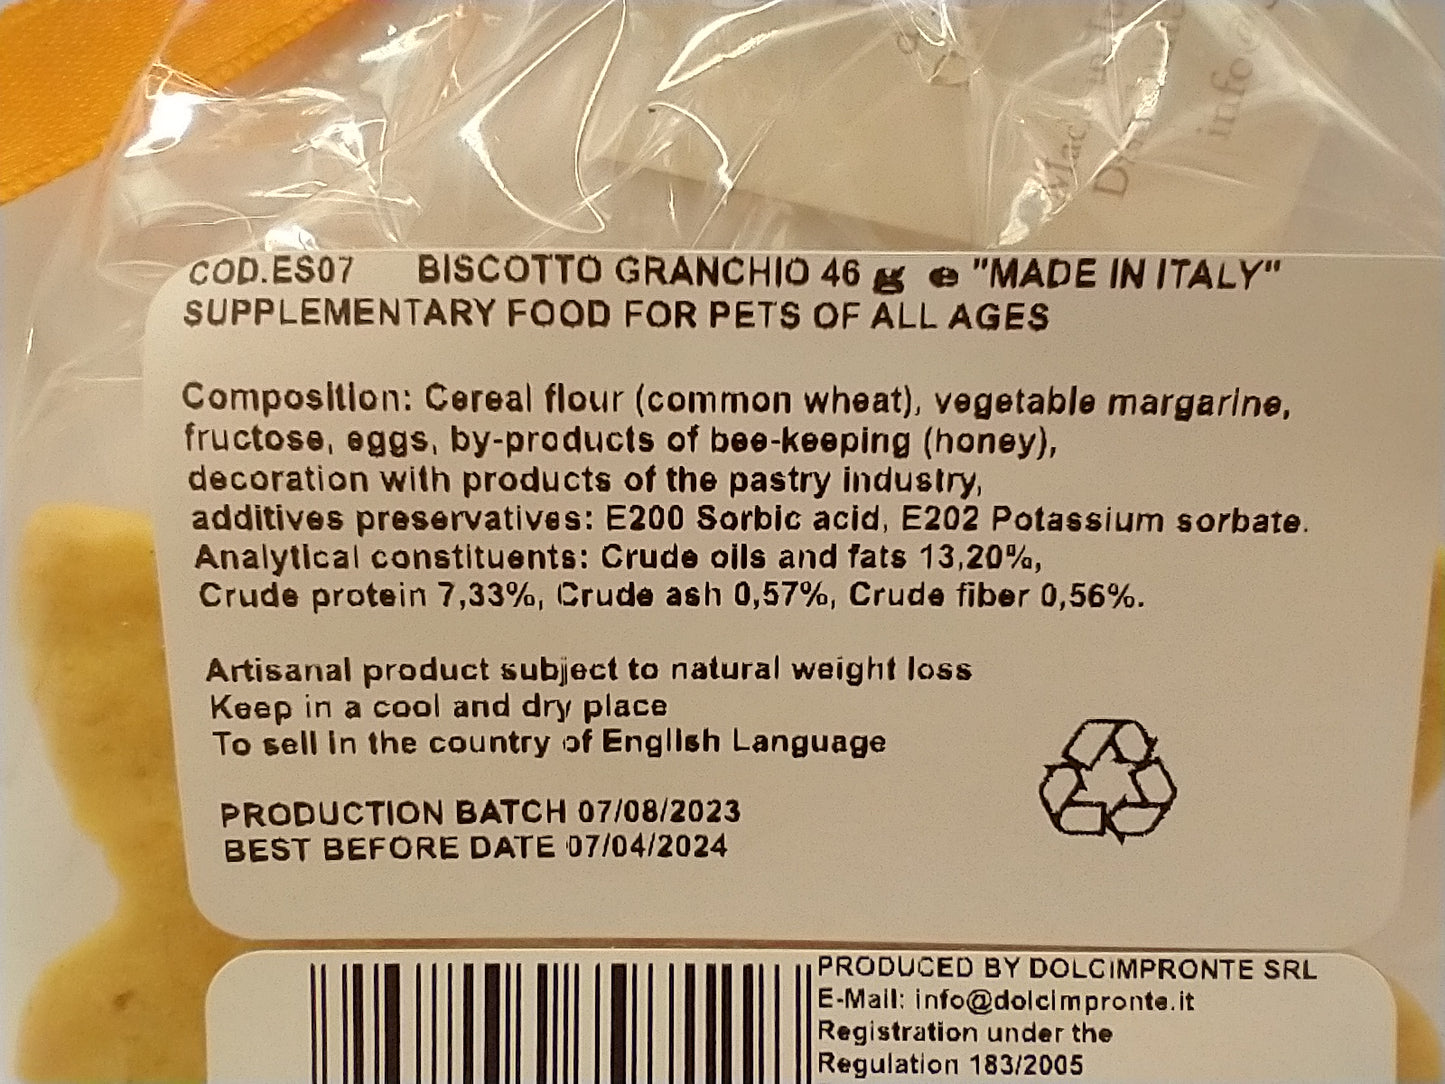 COD.ES07 BISCOTTO GRANCHIO 46 g e "MADE IN ITALY"
SUPPLEMENTARY FOOD FOR PETS OF ALL AGES
Composition: Cereal flour (common wheat), vegetable margarine,
fructose, eggs, by-products of bee-keeping (honey),
decoration with products of the pastry industry,
additives preservatives: E200 Sorbic acid, E202 Potassium sorbate.
Analytical constituents: Crude oils and fats 13,20%,
Crude protein 7,33%, Crude ash 0,57%, Crude fiber 0,56%.
Artisanal product subject to natural weight loss
Keep in a cool and dry place
To sell in the country of English Language
PRODUCTION BATCH 07/08/2023
BEST BEFORE DATE 07/04/2024
PRODUCED BY DOLCIMPRONTE SRL
E-Mail: info@dolcimpronte.it
Registration under the
Regulation 183/2005